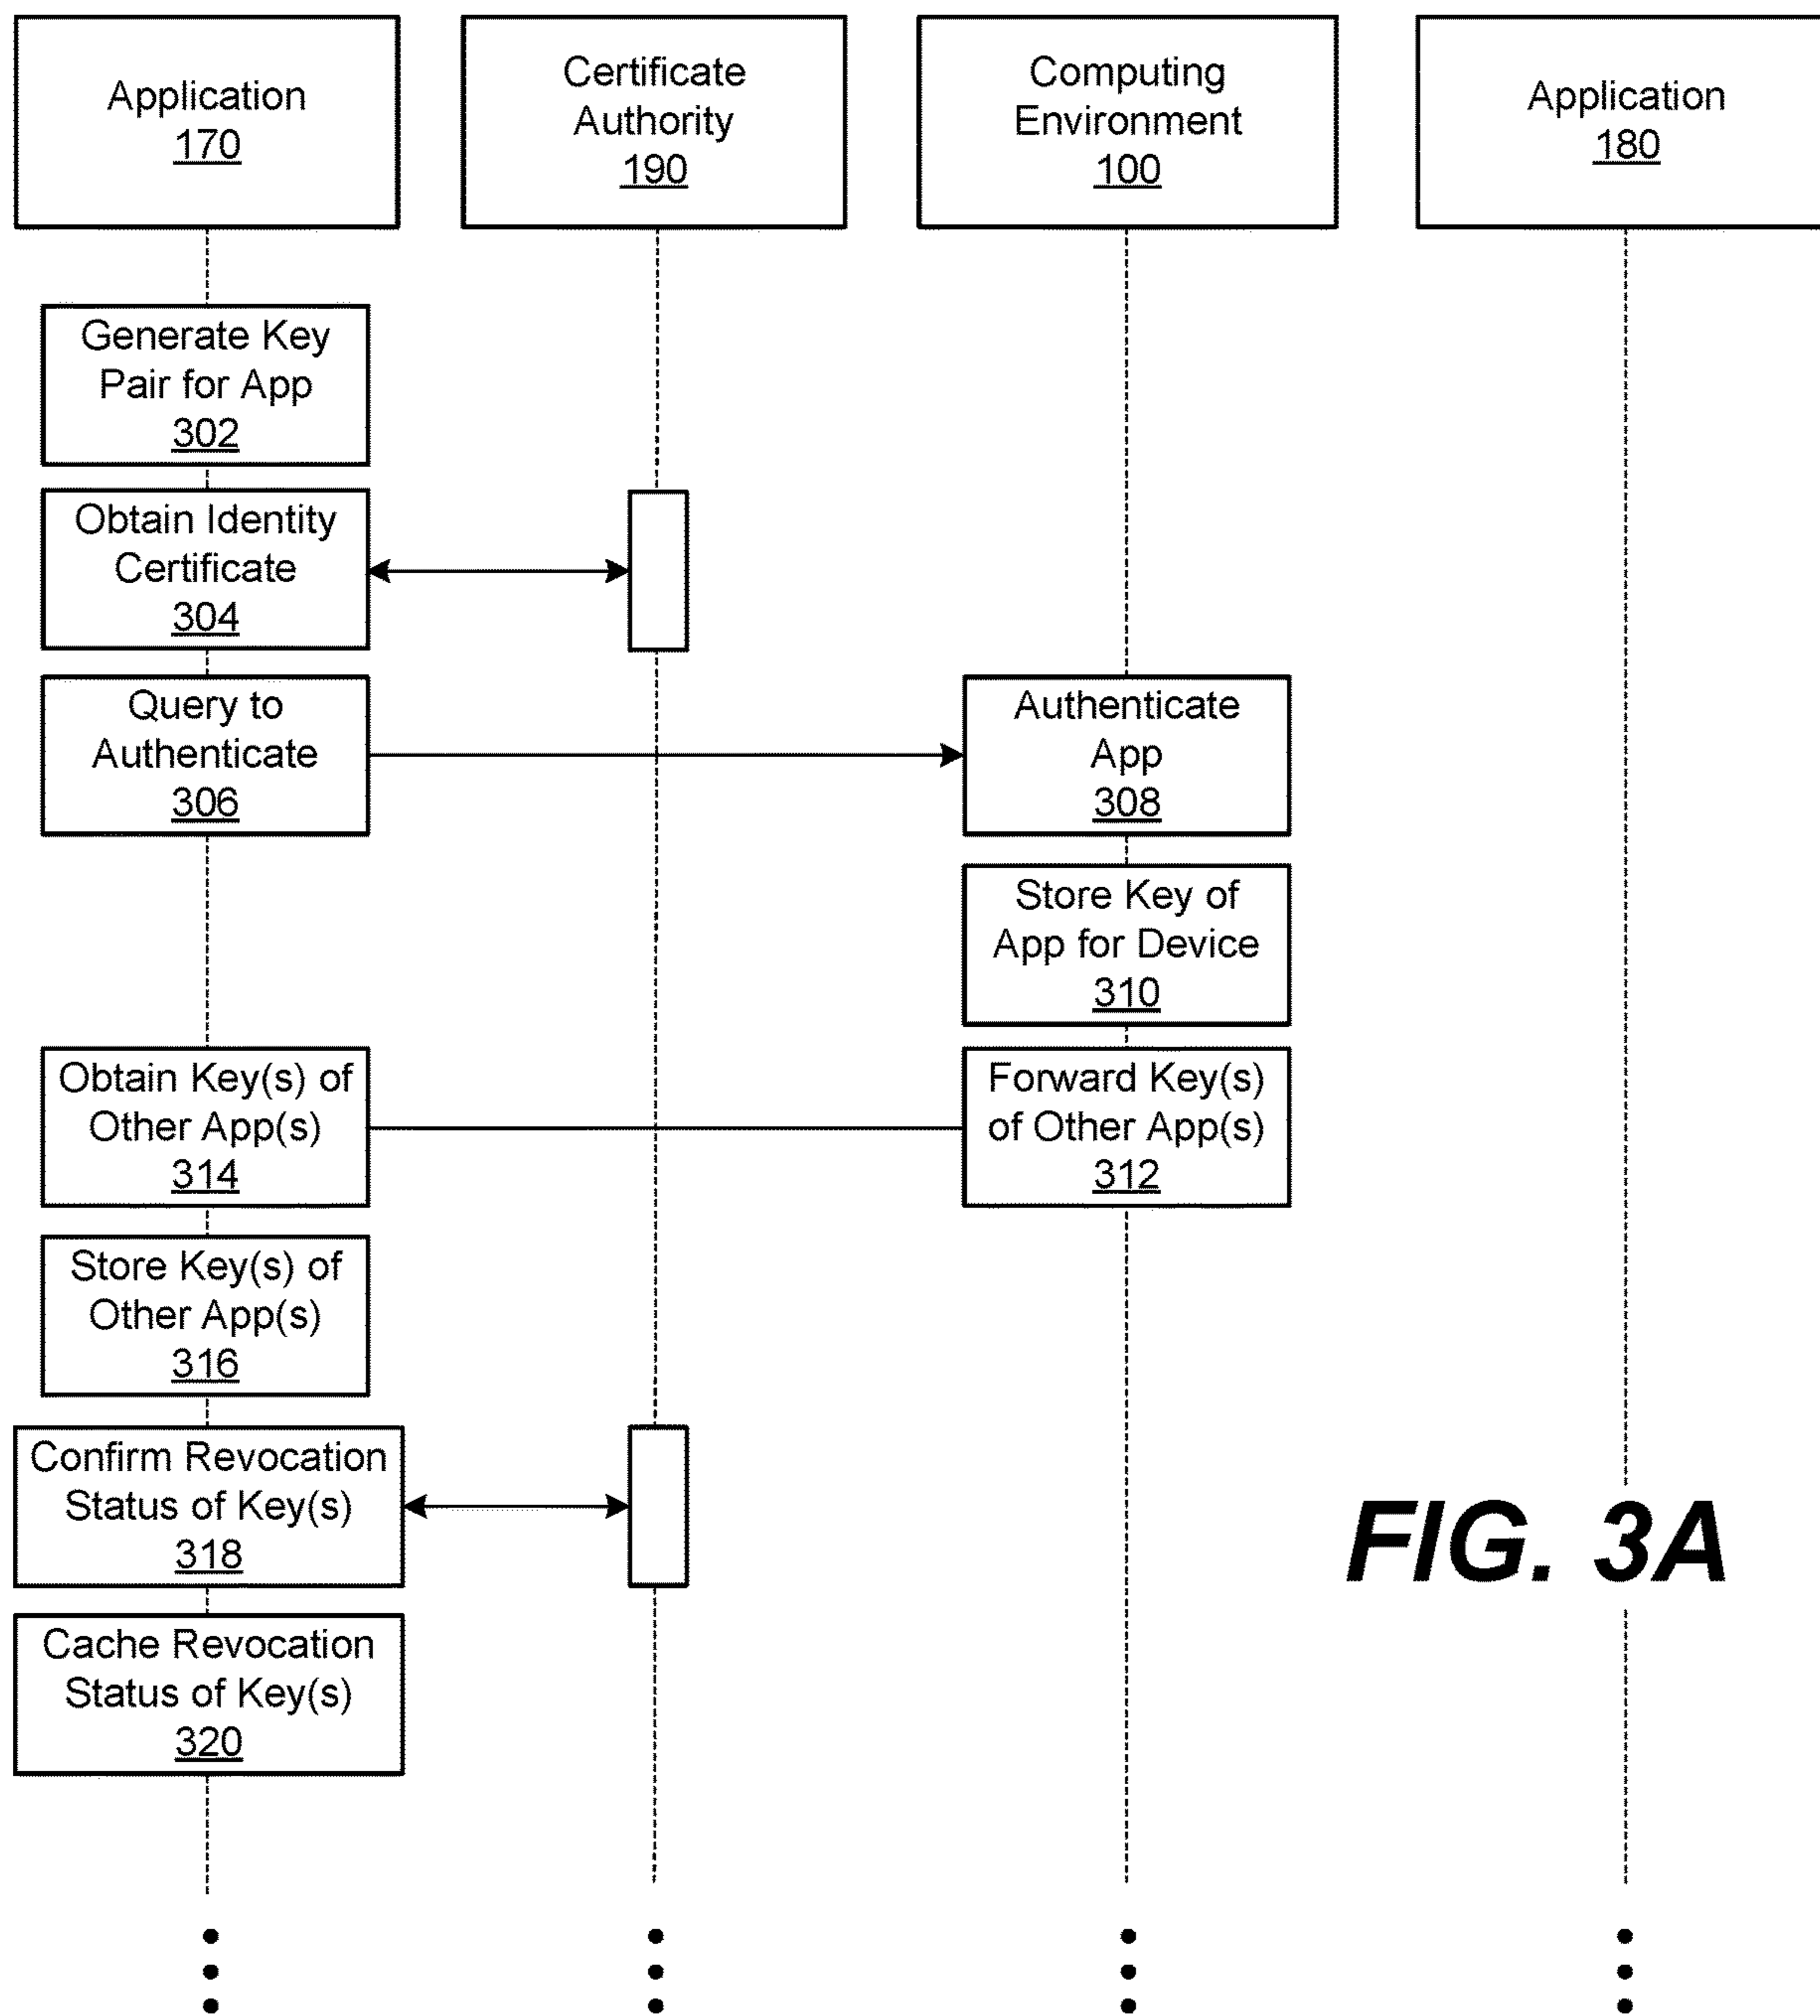 Application
170
Certificate
Authority
190
Computing
Environment
100
Application
180
Generate Key
Pair for App
302
Obtain Identity
Certificate
304
Query to
Authenticate
306
Authenticate
App
308
Store Key of
App for Device
310
Obtain Key(s) of
Other App(s)
314
Forward Key(s)
of Other App(s)
312
Store Key(s) of
Other App(s)
316
Confirm Revocation
Status of Key(s)
318
FIG. 3A
Cache Revocation
Status of Key(s)
320